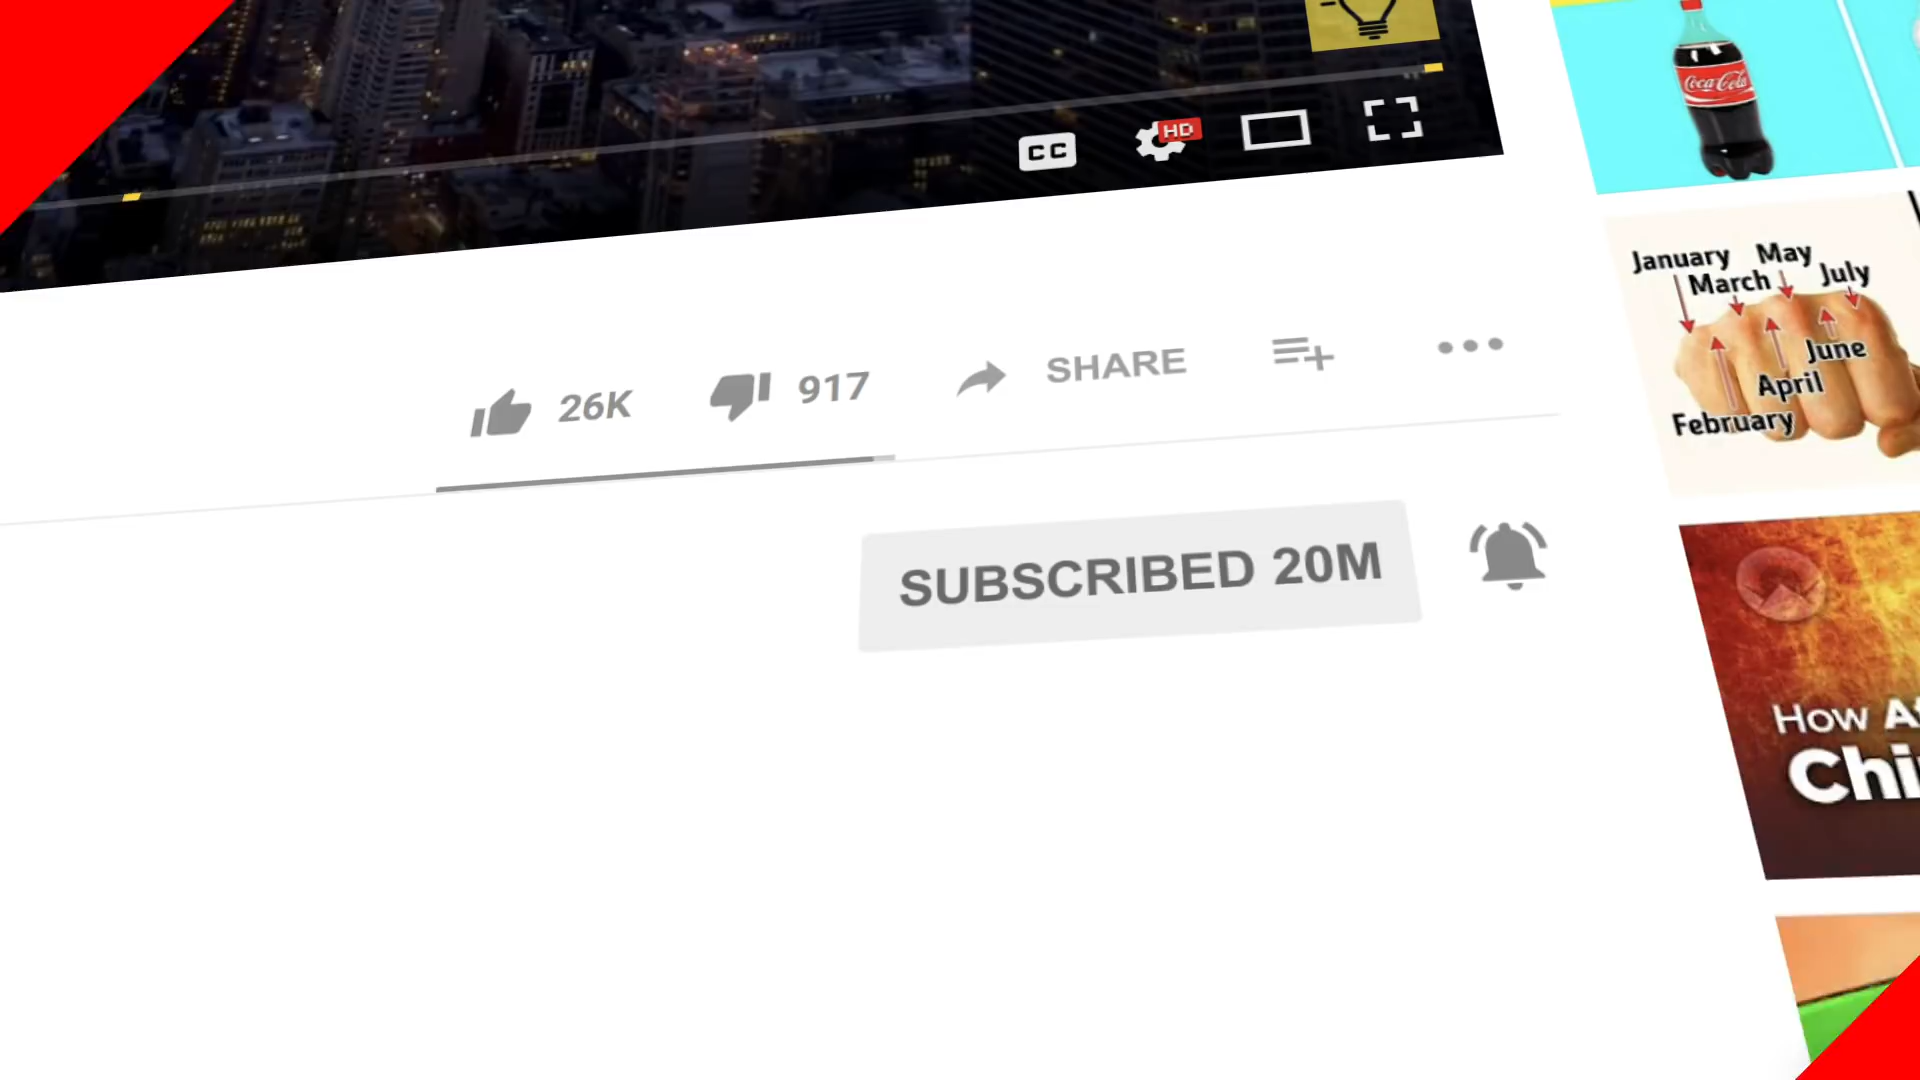 CC
HD
26K
917
SHARE
SUBSCRIBED 20M
Coca-Cola
January
May
March
July
June
April
February
How
Chi